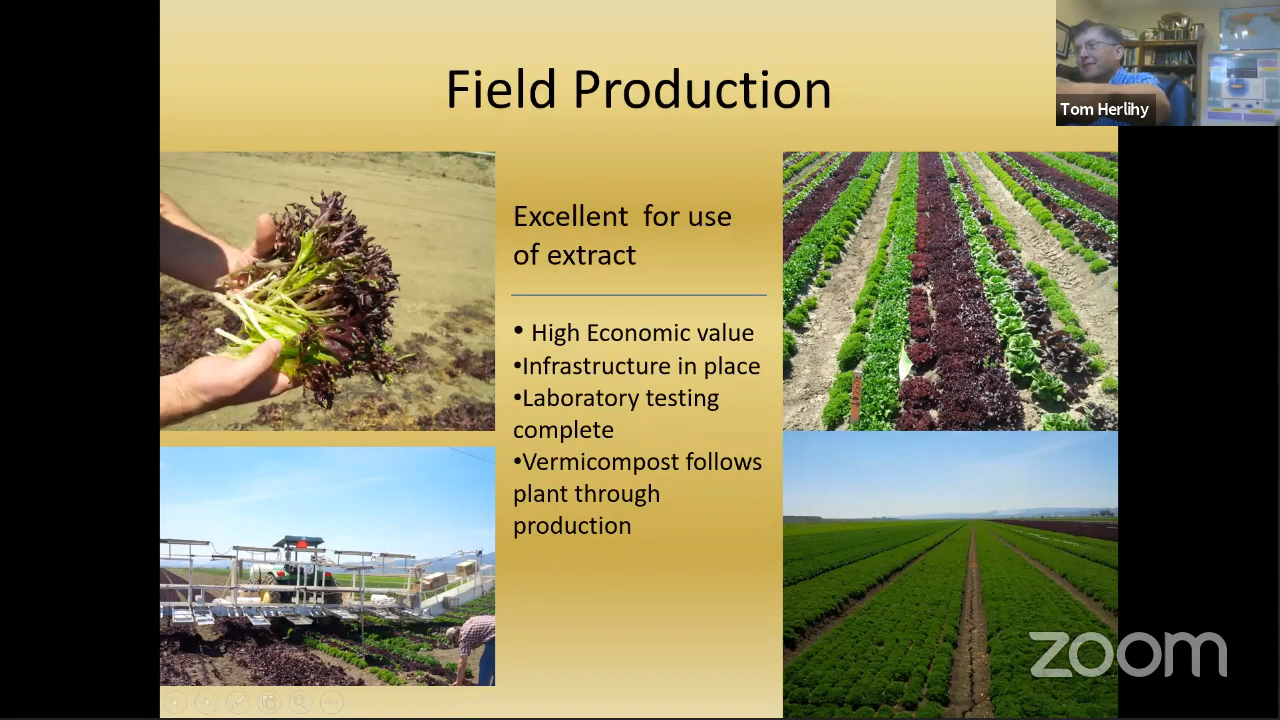 Field Production
Tom Herlihy
Excellent  for use
of extract
• High Economic value
•Infrastructure in place
•Laboratory testing
complete
•Vermicompost follows
plant through
production
zoom